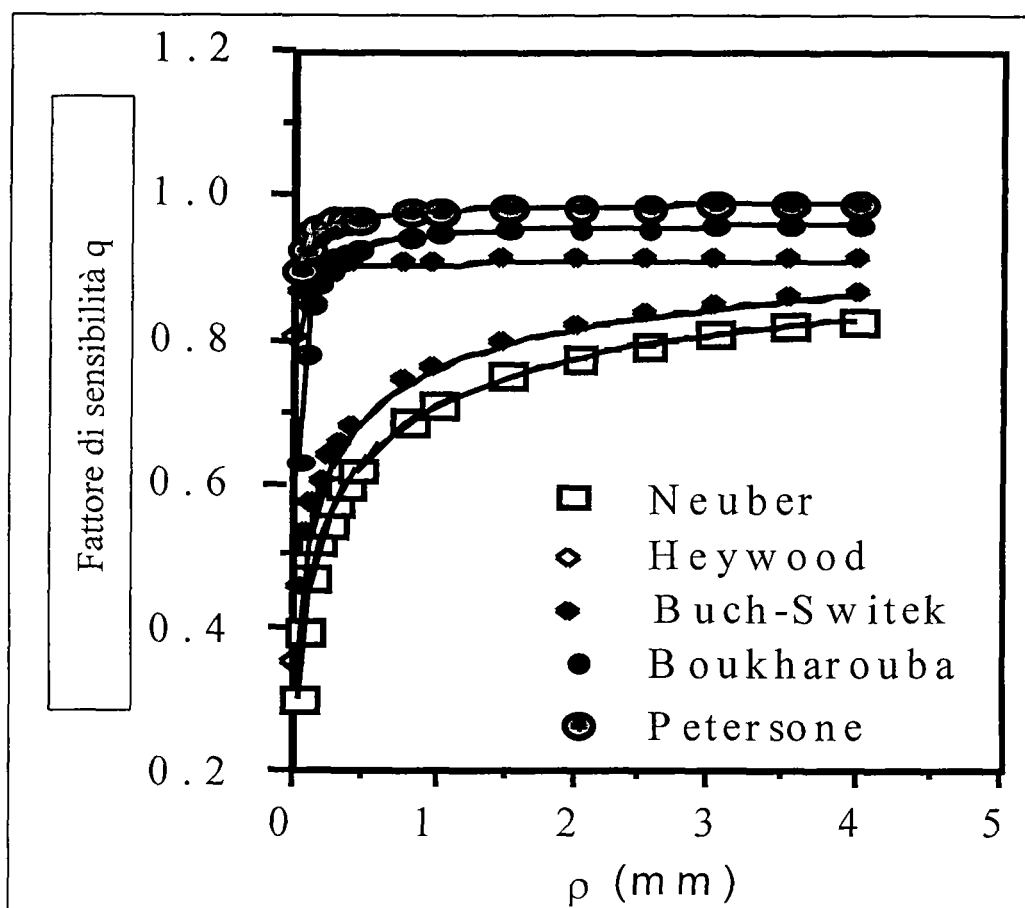 1.2
1.0
0.8
0.6
0.4
0.2
Fattore di sensibilità q
Neuber
Heywood
Buch-Switek
Boukharouba
Petersone
0
1
2
3
4
5
ρ (mm)